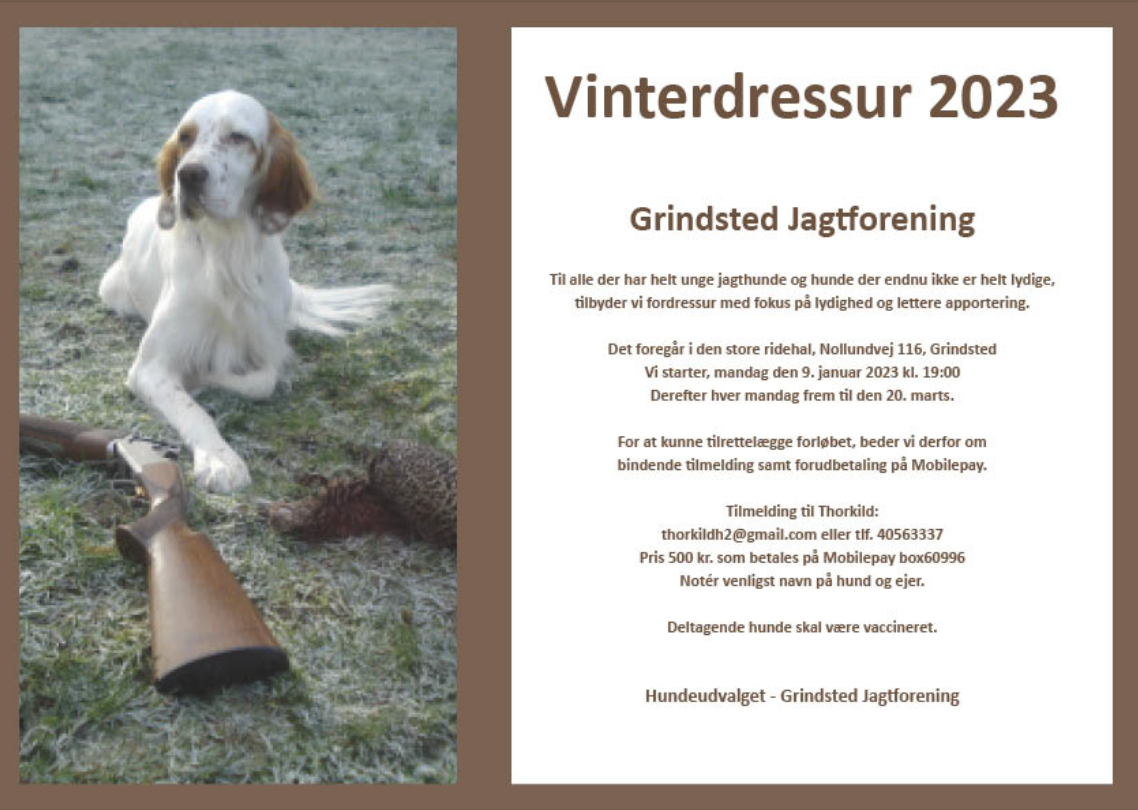 Vinterdressur 2023
Grindsted Jagtforening
Til alle der har helt unge jagthunde og hunde der endnu ikke er helt lydige,
tilbyder vi fordressur med fokus på lydighed og lettere apportering.
Det foregår i den store ridehal, Nollundvej 116, Grindsted
Vi starter, mandag den 9. januar 2023 kl. 19:00
Derefter hver mandag frem til den 20. marts.
For at kunne tilrettelægge forløbet, beder vi derfor om
bindende tilmelding samt forudbetaling på Mobilepay.
Tilmelding til Thorkild:
thorkildh2@gmail.com eller tlf. 40563337
Pris 500 kr. som betales på Mobilepay box60996
Notér venligst navn på hund og ejer.
Deltagende hunde skal være vaccineret.
Hundeudvalget - Grindsted Jagtforening